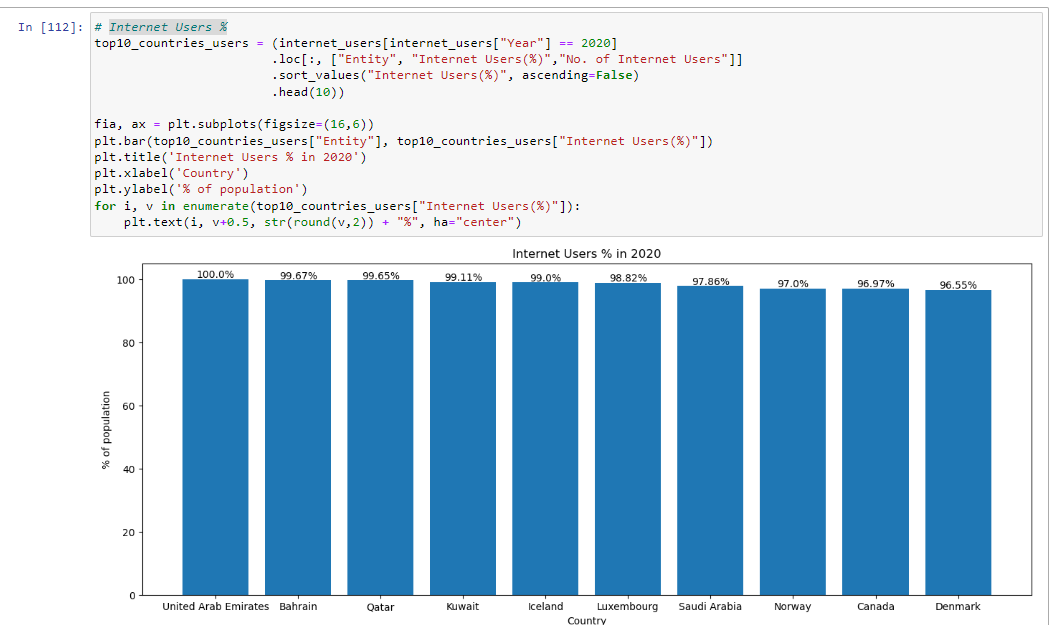 In [112]:
# Internet Users %
top10_countries_users = (internet_users[internet_users["Year"] == 2020]
.loc[:, ["Entity", "Internet Users(%)","No. of Internet Users"]]
.sort_values("Internet Users(%)", ascending=False)
.head(10))
fia, ax = plt.subplots(figsize=(16,6))
plt.bar(top10_countries_users["Entity"], top10_countries_users["Internet Users(%)"])
plt.title('Internet Users % in 2020')
plt.xlabel('Country')
plt.ylabel('% of population')
for i, v in enumerate(top10_countries_users["Internet Users(%)"]):
plt.text(i, v+0.5, str(round(v,2)) + "%", ha="center")
Internet Users % in 2020
100.0% 99.67% 99.65% 99.11% 99.0% 98.82% 97.86% 97.0% 96.97% 96.55%
100
80
60
40
20
0
% of population
United Arab Emirates Bahrain Qatar Kuwait Iceland Luxembourg Saudi Arabia Norway Canada Denmark
Country